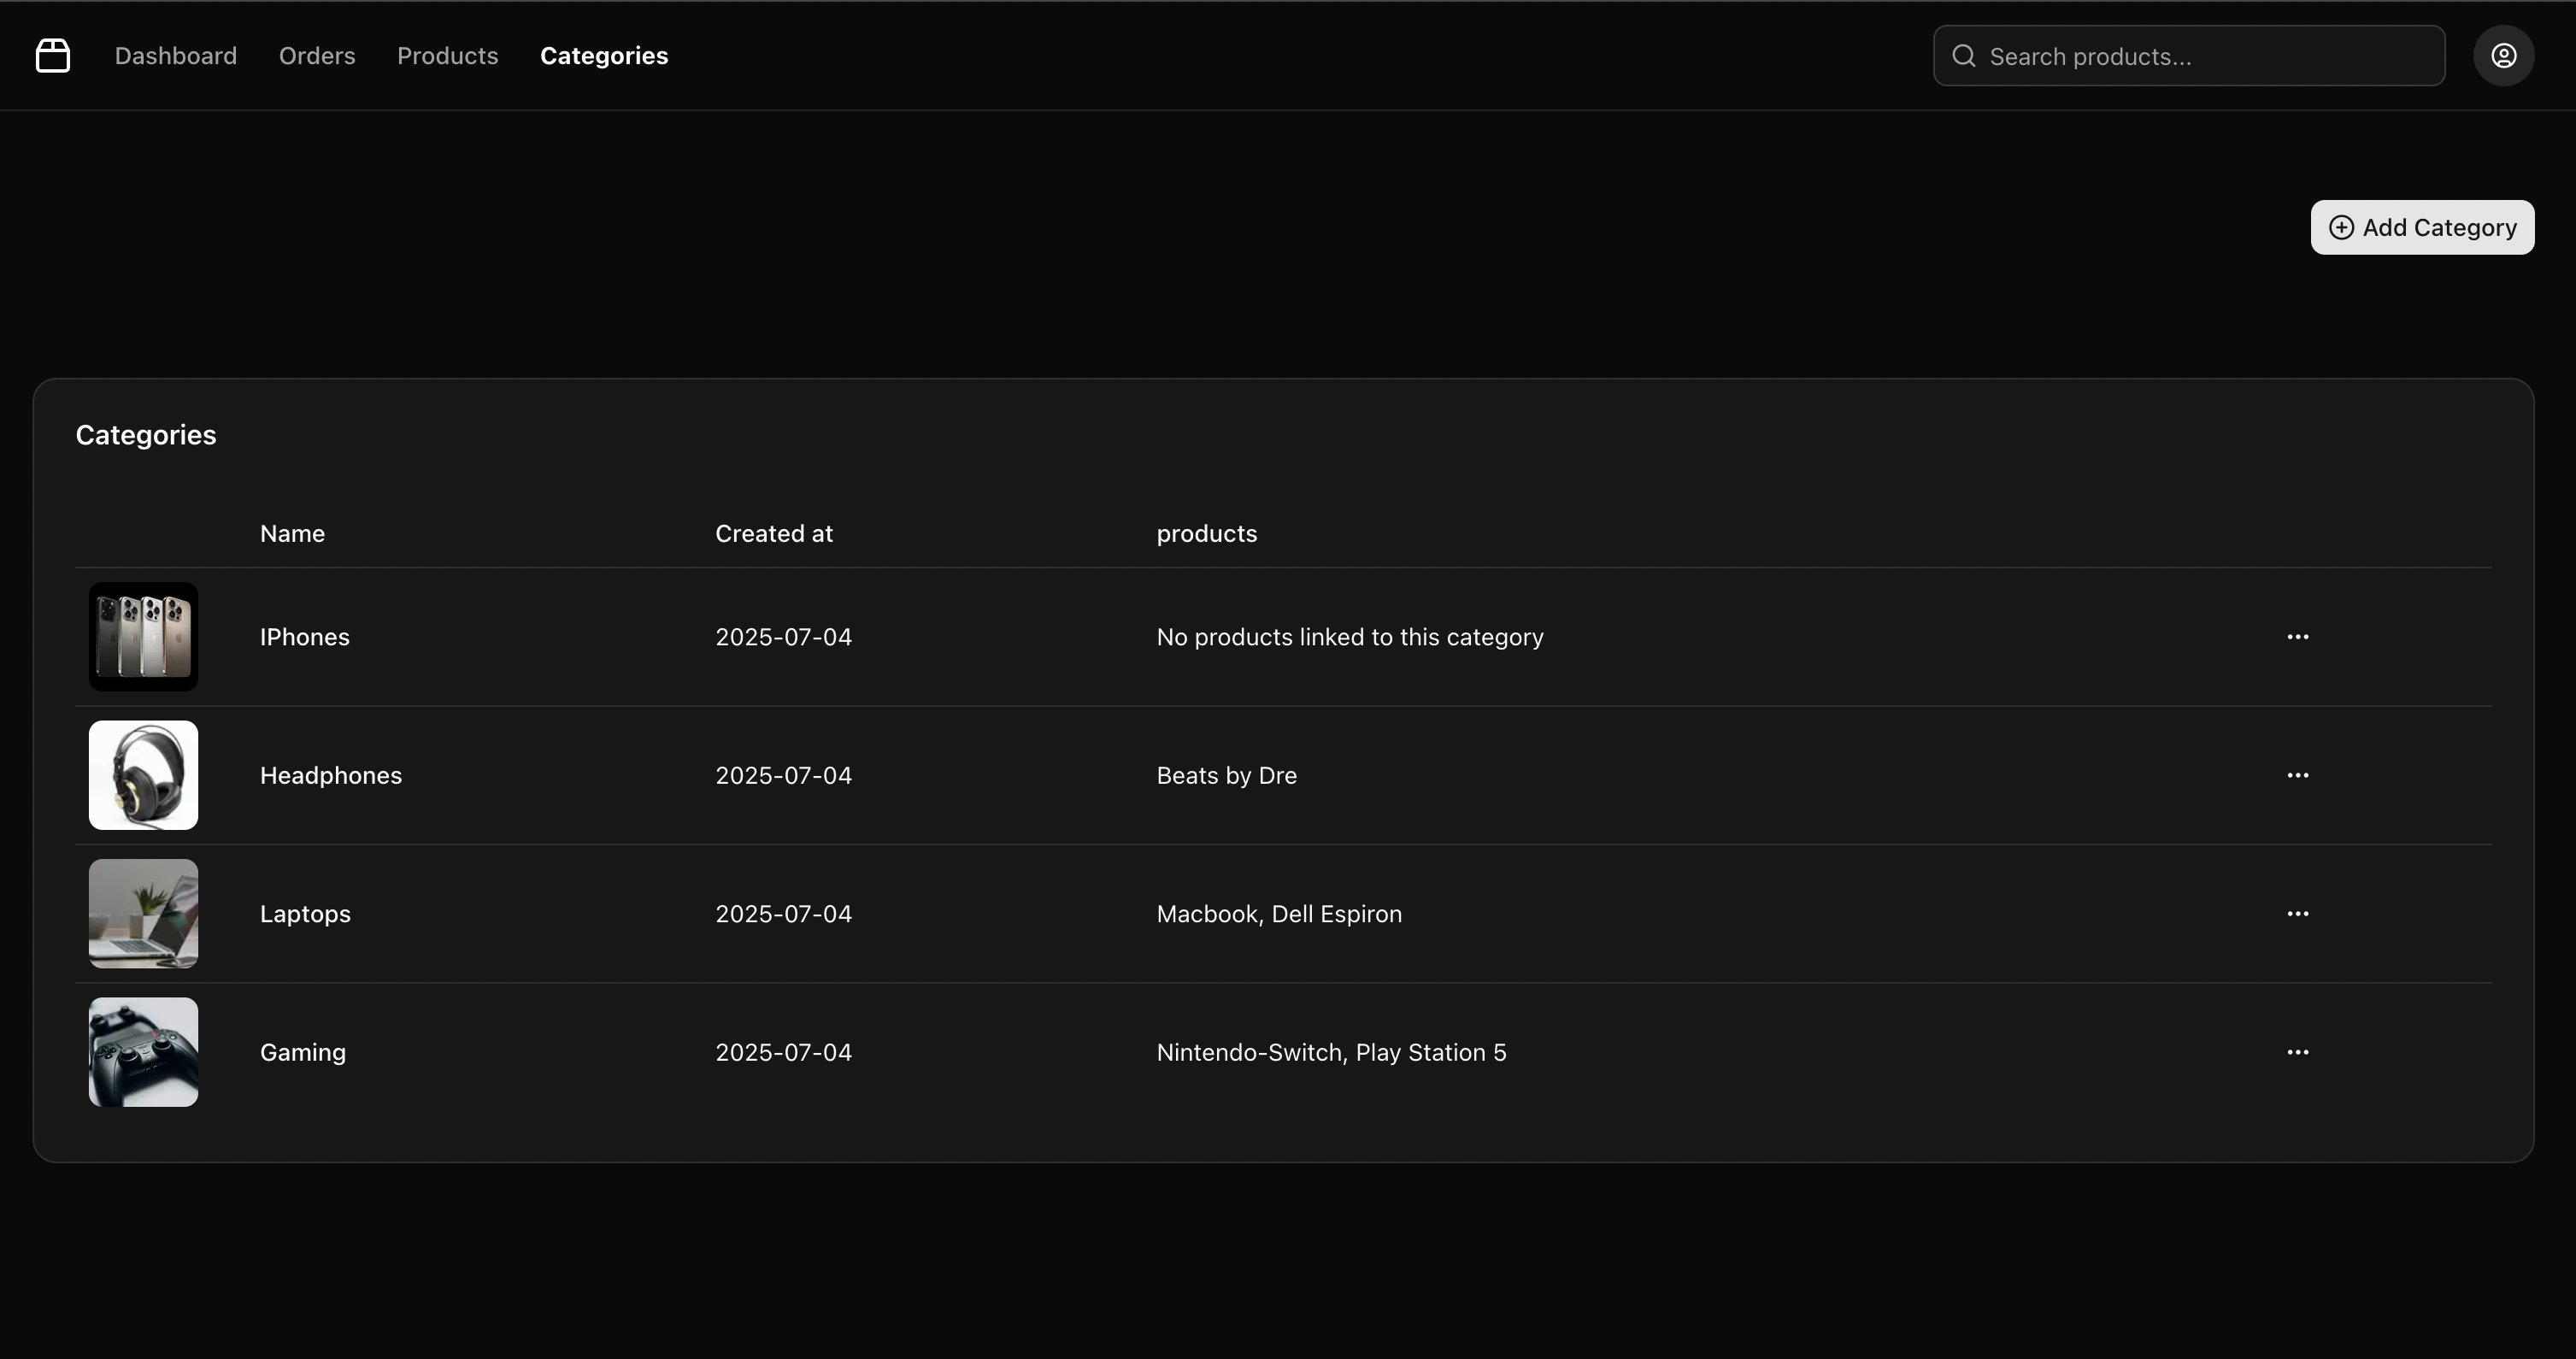 Dashboard Orders Products Categories Search products...
Add Category
Categories
Name Created at products
IPhones 2025-07-04 No products linked to this category
Headphones 2025-07-04 Beats by Dre
Laptops 2025-07-04 Macbook, Dell Espiron
Gaming 2025-07-04 Nintendo-Switch, Play Station 5